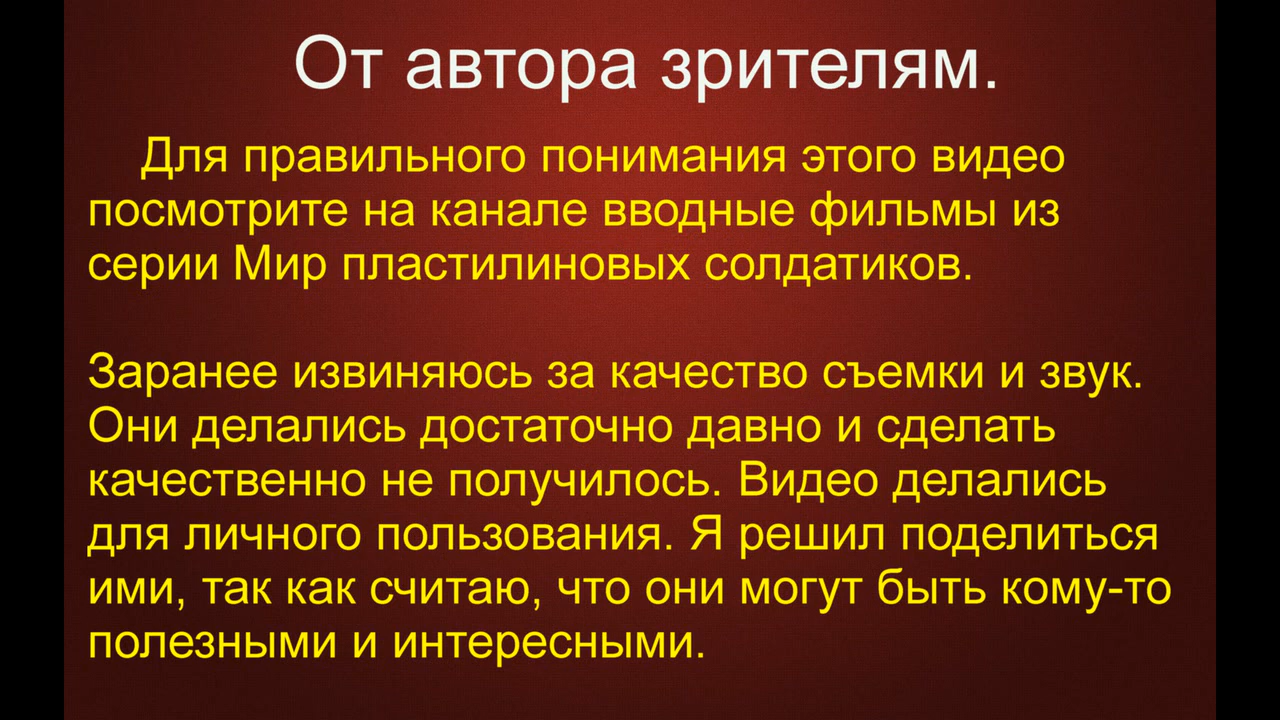 От автора зрителям.
Для правильного понимания этого видео
посмотрите на канале вводные фильмы из
серии Мир пластилиновых солдатиков.
Заранее извиняюсь за качество съемки и звук.
Они делались достаточно давно и сделать
качественно не получилось. Видео делались
для личного пользования. Я решил поделиться
ими, так как считаю, что они могут быть кому-то
полезными и интересными.